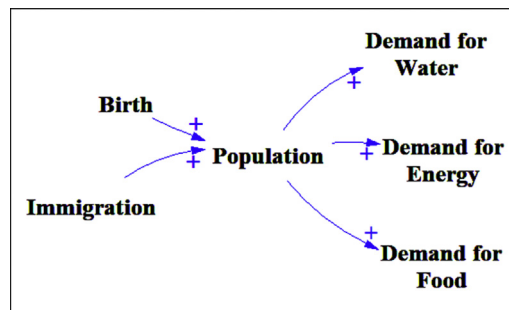 Birth
+
Immigration
+
Population
Demand for
Water
+
Demand for
Energy
+
Demand for
Food
+